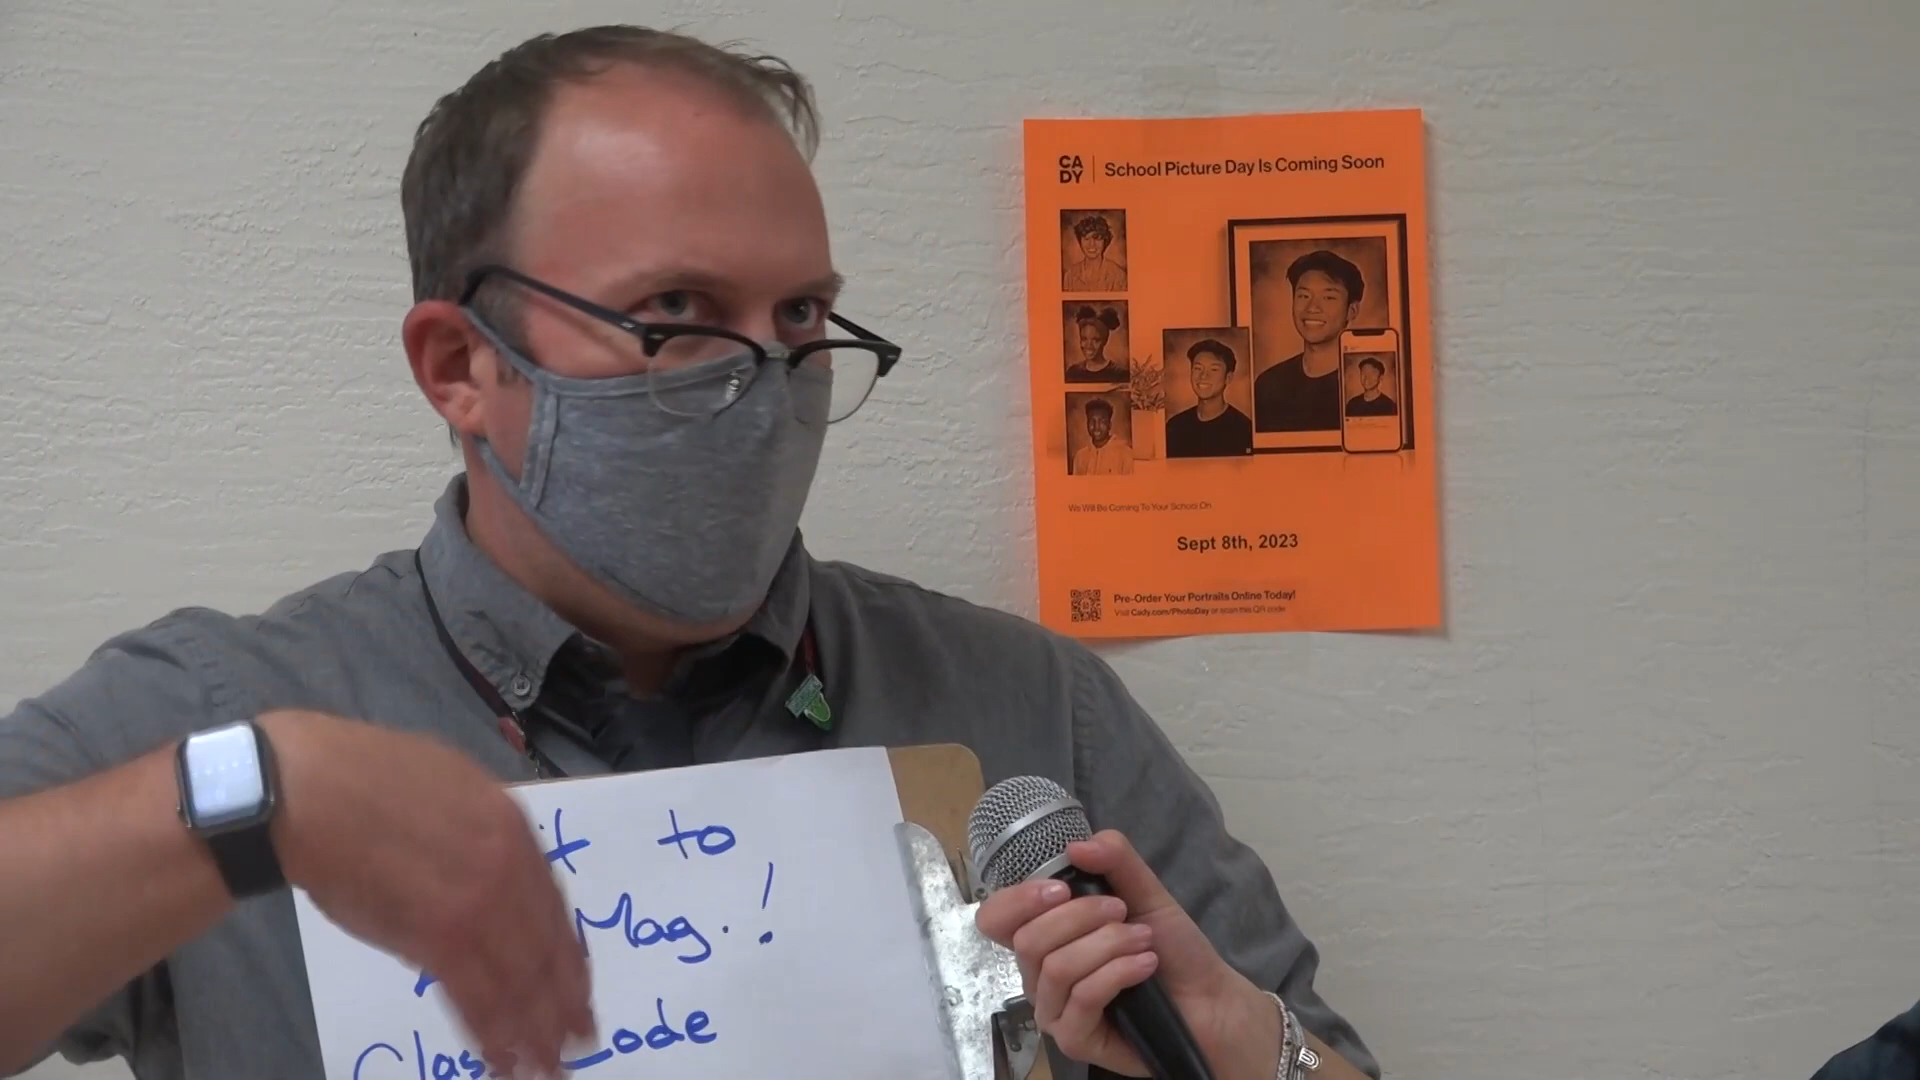 CA
DY
School Picture Day Is Coming Soon
We Will Be Coming To Your School On
Sept 8th, 2023
Pre-Order Your Portraits Online Today!
Visit Cady.com/PhotoDay or scan this QR code
to
Mag.!
Class Code